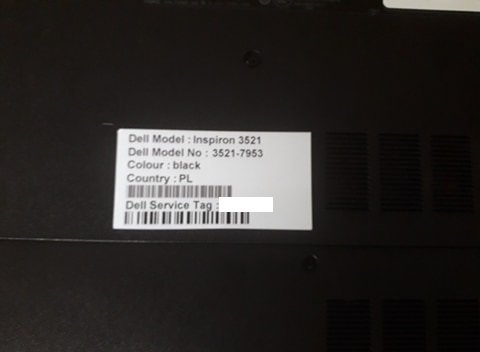 Dell Model : Inspiron 3521
Dell Model No : 3521-7953
Colour : black
Country : PL
Dell Service Tag :